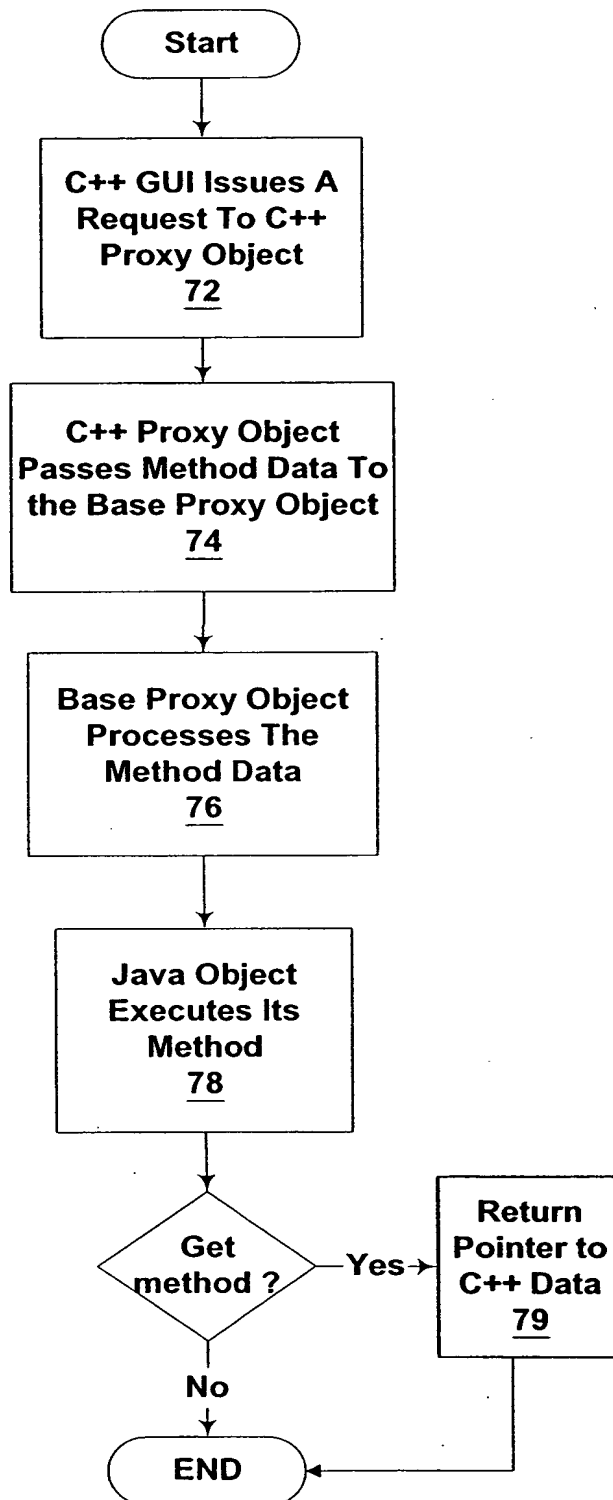 Start
C++ GUI Issues A
Request To C++
Proxy Object
72
C++ Proxy Object
Passes Method Data To
the Base Proxy Object
74
Base Proxy Object
Processes The
Method Data
76
Java Object
Executes Its
Method
78
Get
method ?
Yes
Return
Pointer to
C++ Data
79
No
END